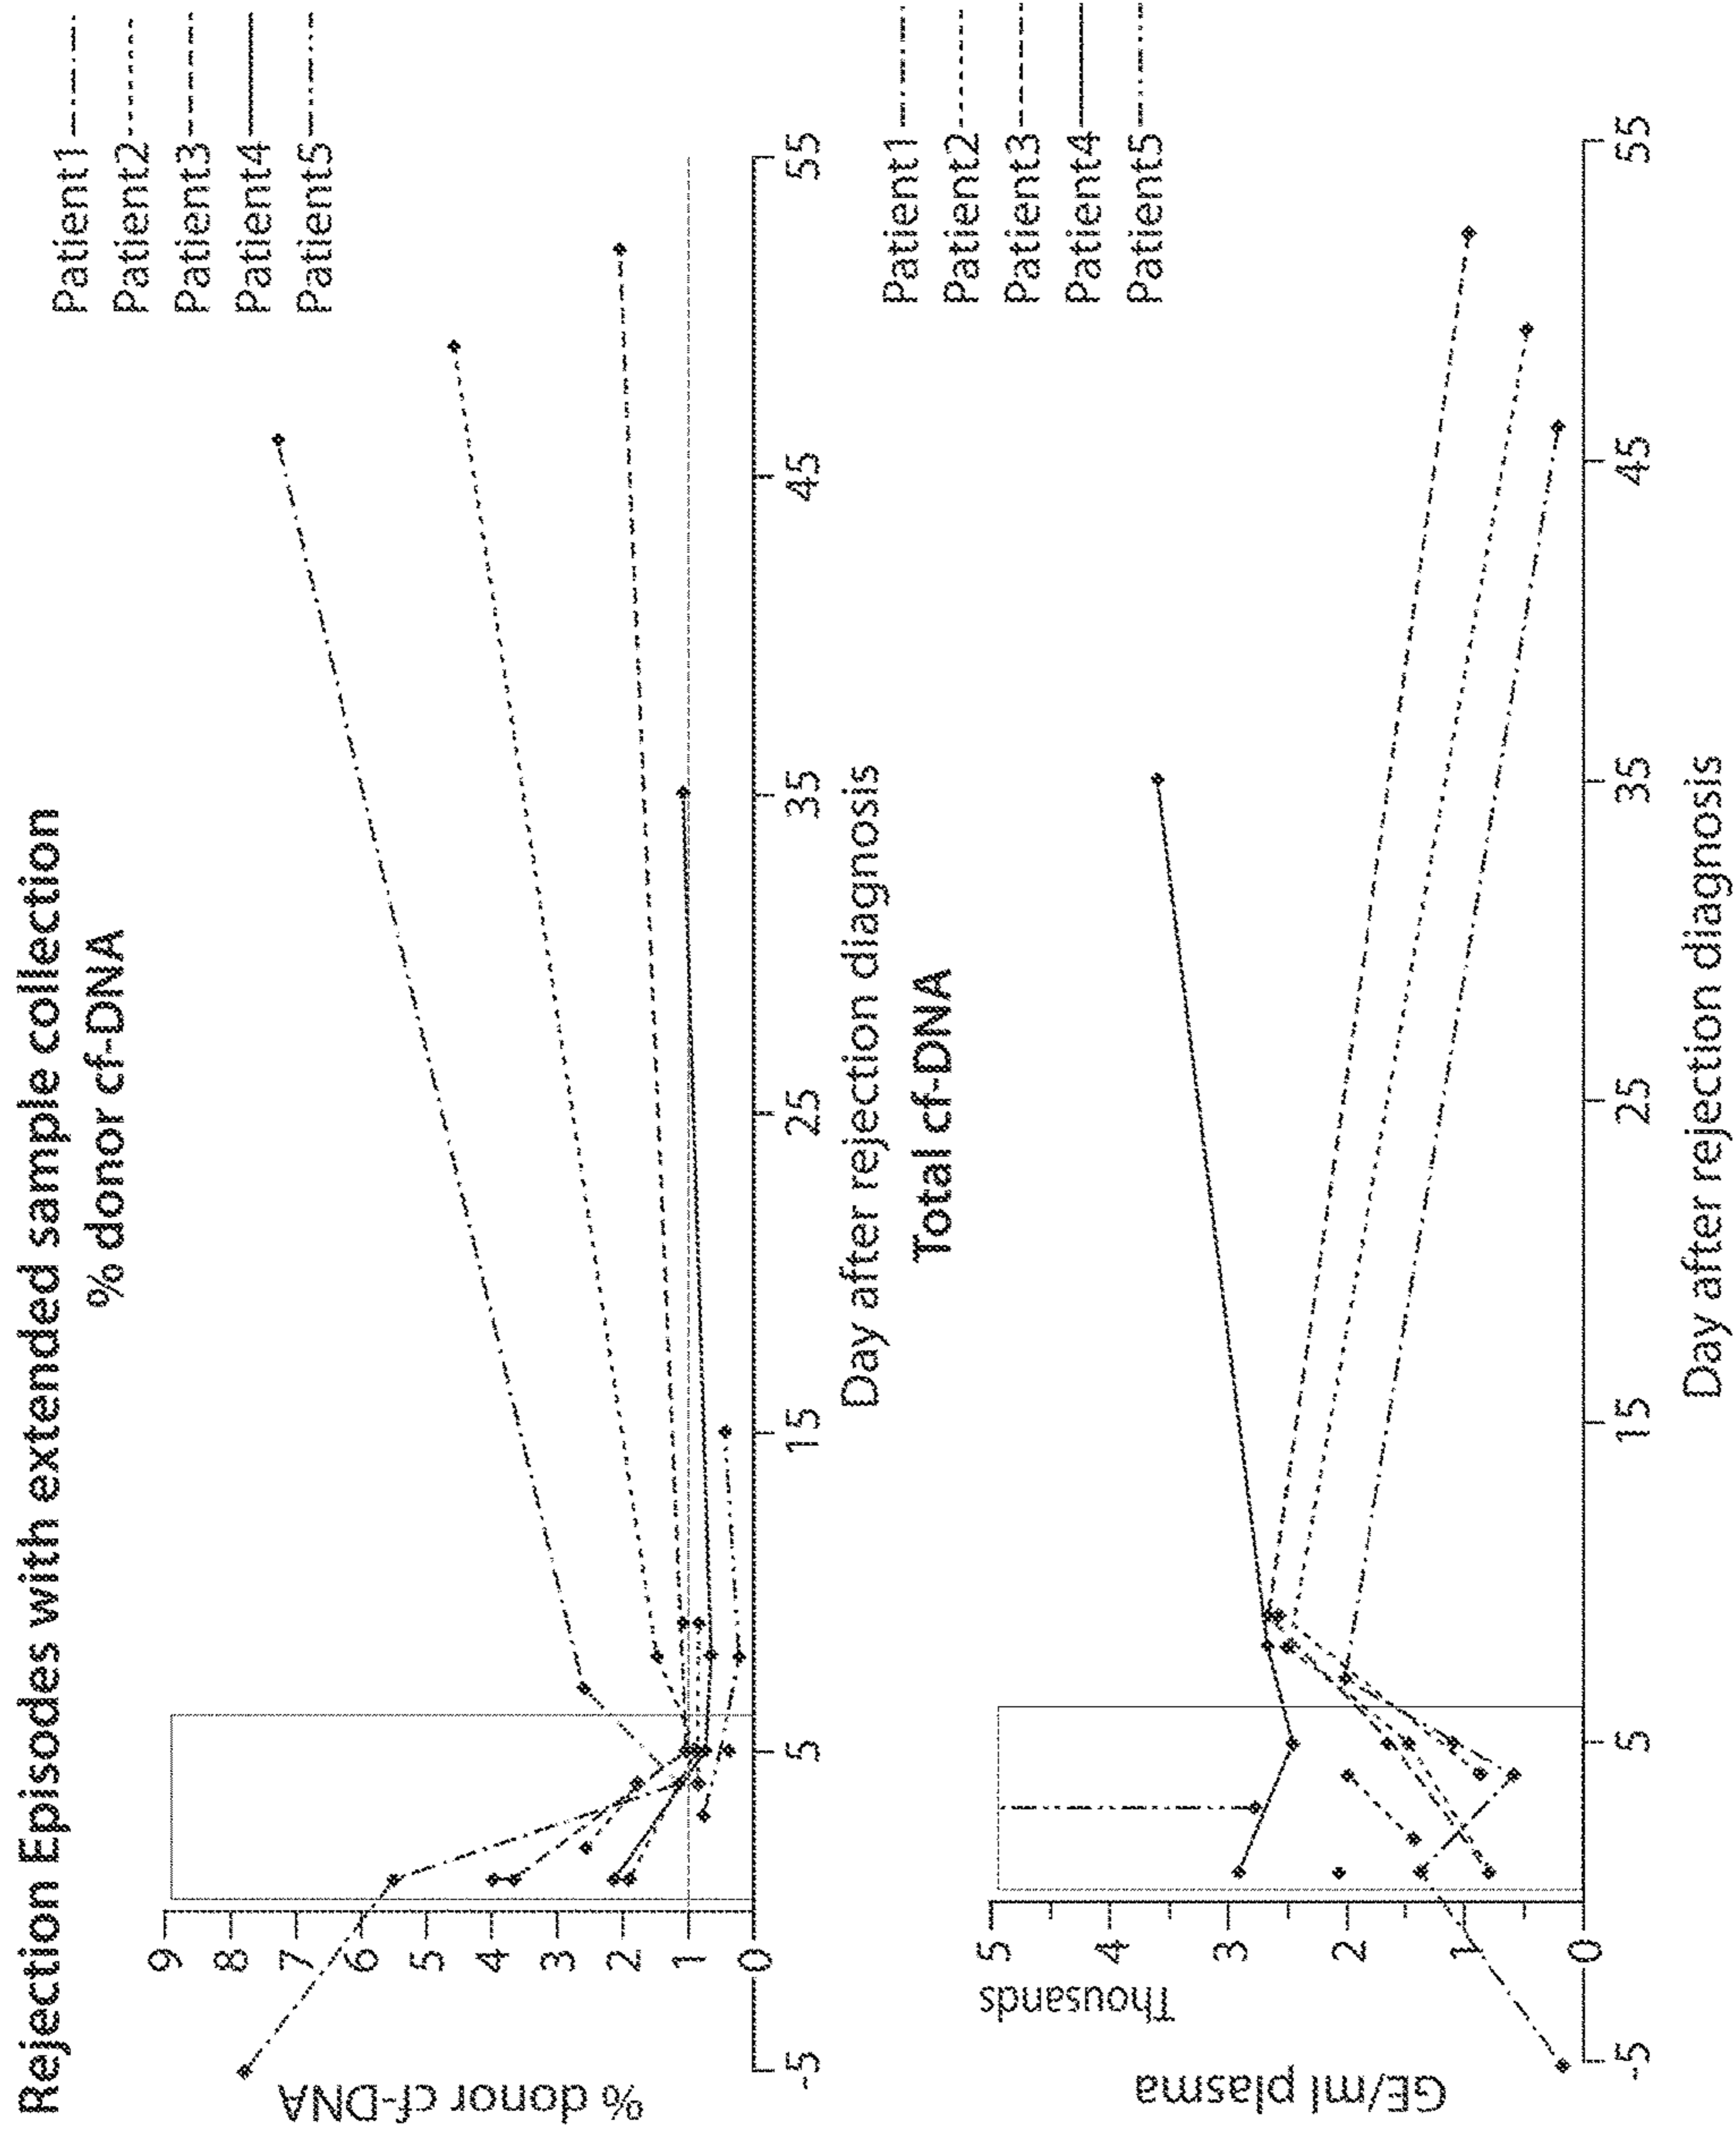 Rejection Episodes with extended sample collection
% donor cf-DNA
Patient1
Patient2
Patient3
Patient4
Patient5
% donor cf-DNA
9
8
7
6
5
4
3
2
1
0
-5
5
15
25
35
45
55
Day after rejection diagnosis
Total cf-DNA
Patient1
Patient2
Patient3
Patient4
Patient5
GE/ml plasma
Thousands
5
4
3
2
1
0
-5
5
15
25
35
45
55
Day after rejection diagnosis